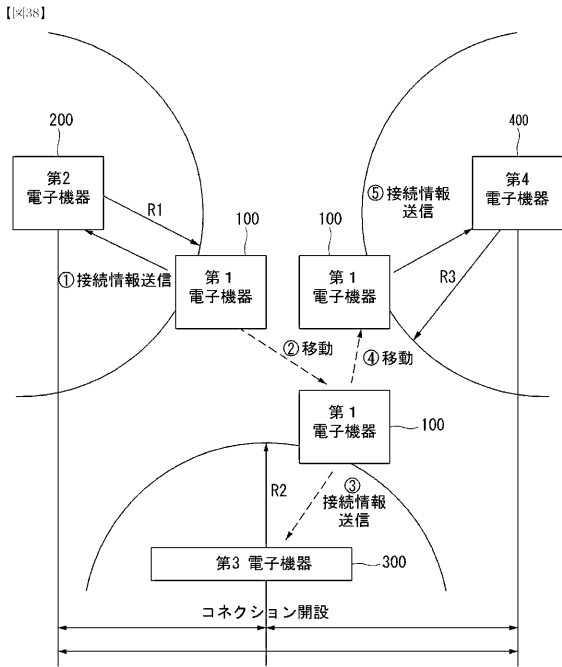 【図38】
200
400
第2
電子機器
R1
100
100
⑤接続情報
送信
第4
電子機器
①接続情報送信
第1
電子機器
第1
電子機器
R3
②移動
④移動
第1
電子機器
100
R2
③
接続情報
送信
第3 電子機器
300
コネクション開設